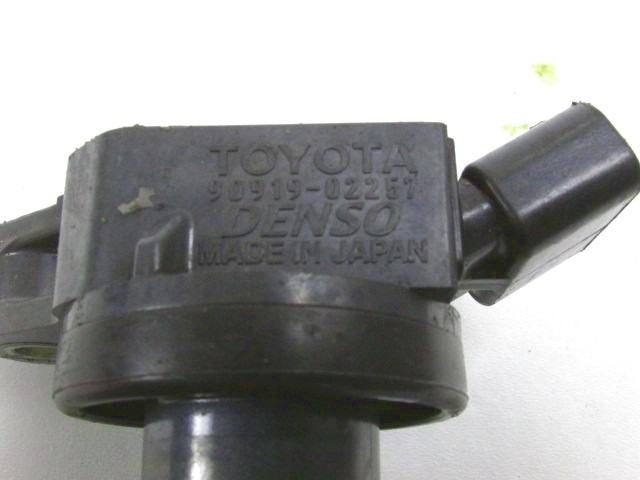 TOYOTA
90919-02257
DENSO
MADE IN JAPAN